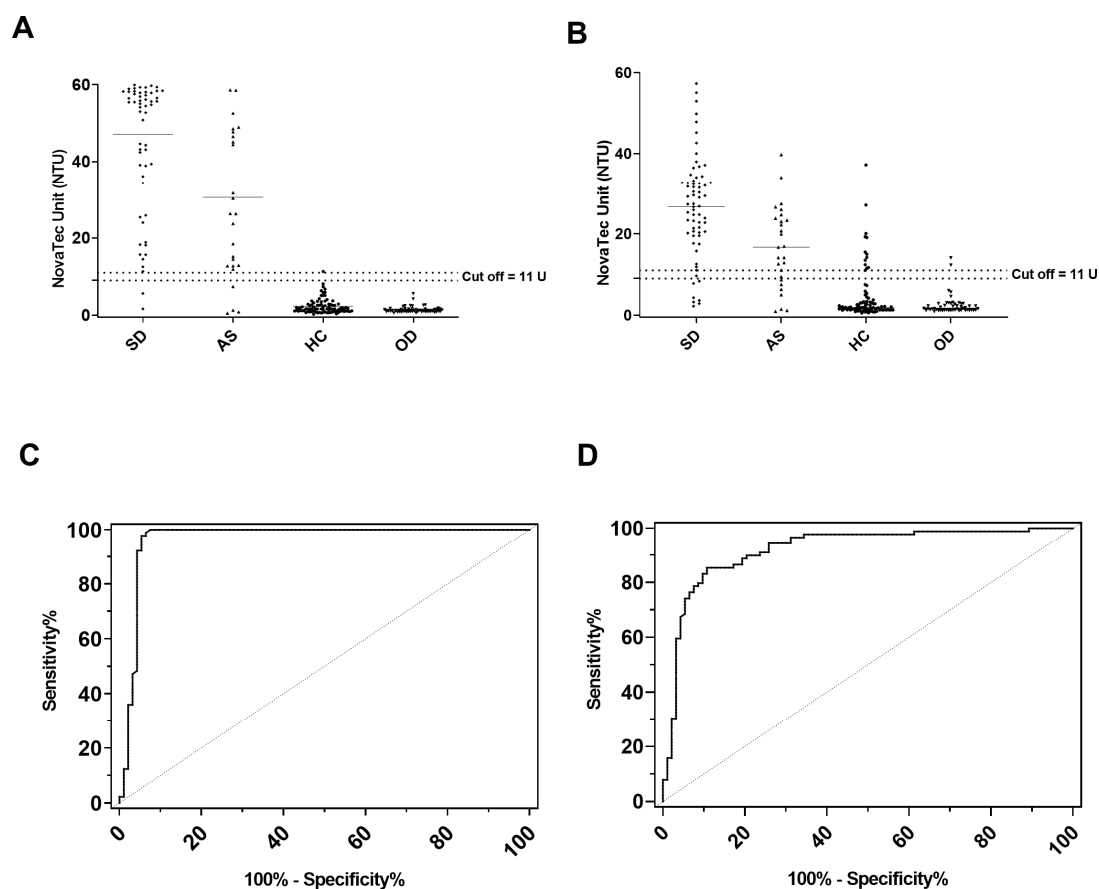 A
B
NovaTec Unit (NTU)
60
40
20
0
Cut off = 11 U
SD
AS
HC
OD
NovaTec Unit (NTU)
60
40
20
0
Cut off = 11 U
SD
AS
HC
OD
C
D
Sensitivity%
100
80
60
40
20
0
0
20
40
60
80
100
100% - Specificity%
Sensitivity%
100
80
60
40
20
0
0
20
40
60
80
100
100% - Specificity%